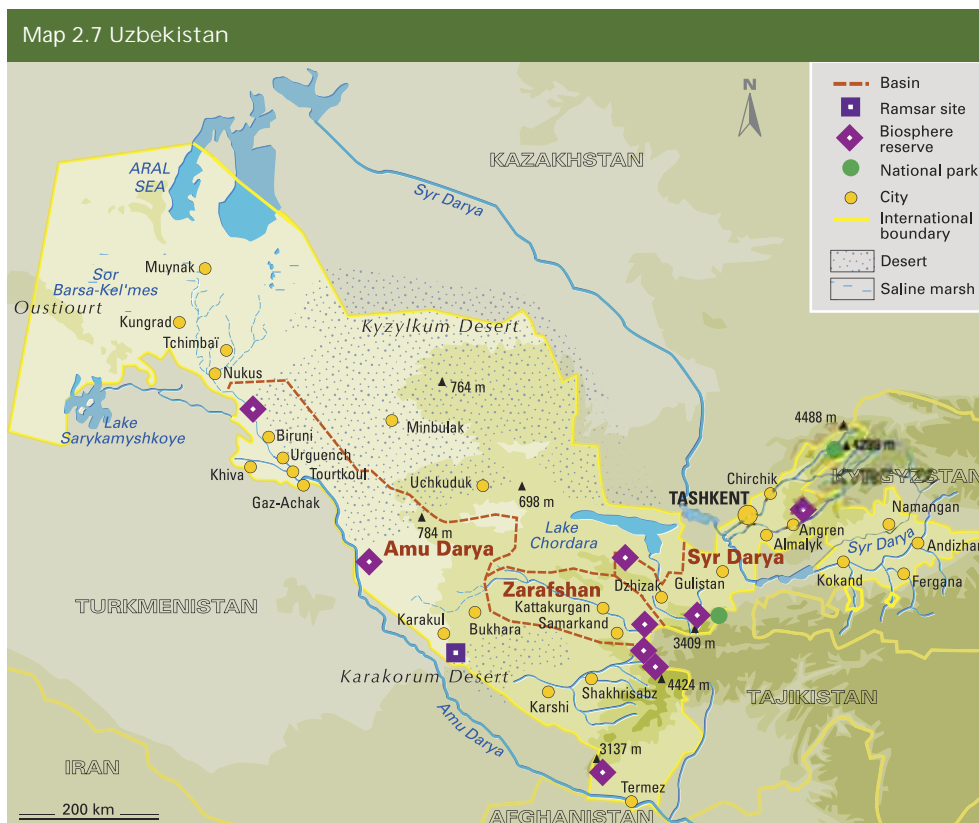 Map 2.7 Uzbekistan
Basin
Ramsar site
Biosphere
reserve
National park
City
International
boundary
Desert
Saline marsh
N
KAZAKHSTAN
ARAL
SEA
Syr Darya
Muynak
Sor
Barsa-Kel'mes
Oustiourt
Kungrad
Kyzylkum Desert
Tchimbaï
Nukus
764 m
Lake
Sarykamyshkoye
Minbulak
4488 m
Biruni
Urguench
Khiva
Tourtkoul
Gaz-Achak
Uchkuduk
698 m
784 m
Chirchik
KYRGYZSTAN
TASHKENT
Namangan
Angren
Almalyk
Lake
Chordara
Amu Darya
Syr Darya
Syr Darya
Andizhan
Kokand
Fergana
Zarafshan
Dzhizak
Gulistan
TURKMENISTAN
Kattakurgan
Samarkand
Bukhara
Karakul
3409 m
Karakorum Desert
4424 m
Shakhrisabz
Karshi
TAJIKISTAN
Amu Darya
3137 m
IRAN
Termez
200 km
AFGHANISTAN